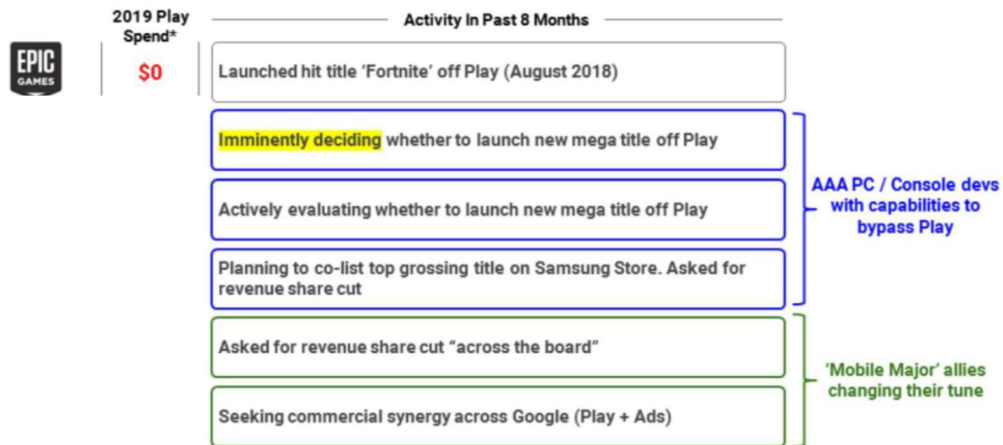 2019 Play
Spend*
Activity In Past 8 Months
EPIC
GAMES
$0
Launched hit title 'Fortnite' off Play (August 2018)
Imminently deciding whether to launch new mega title off Play
Actively evaluating whether to launch new mega title off Play
Planning to co-list top grossing title on Samsung Store. Asked for
revenue share cut
AAA PC / Console devs
with capabilities to
bypass Play
Asked for revenue share cut “across the board”
Seeking commercial synergy across Google (Play + Ads)
'Mobile Major' allies
changing their tune